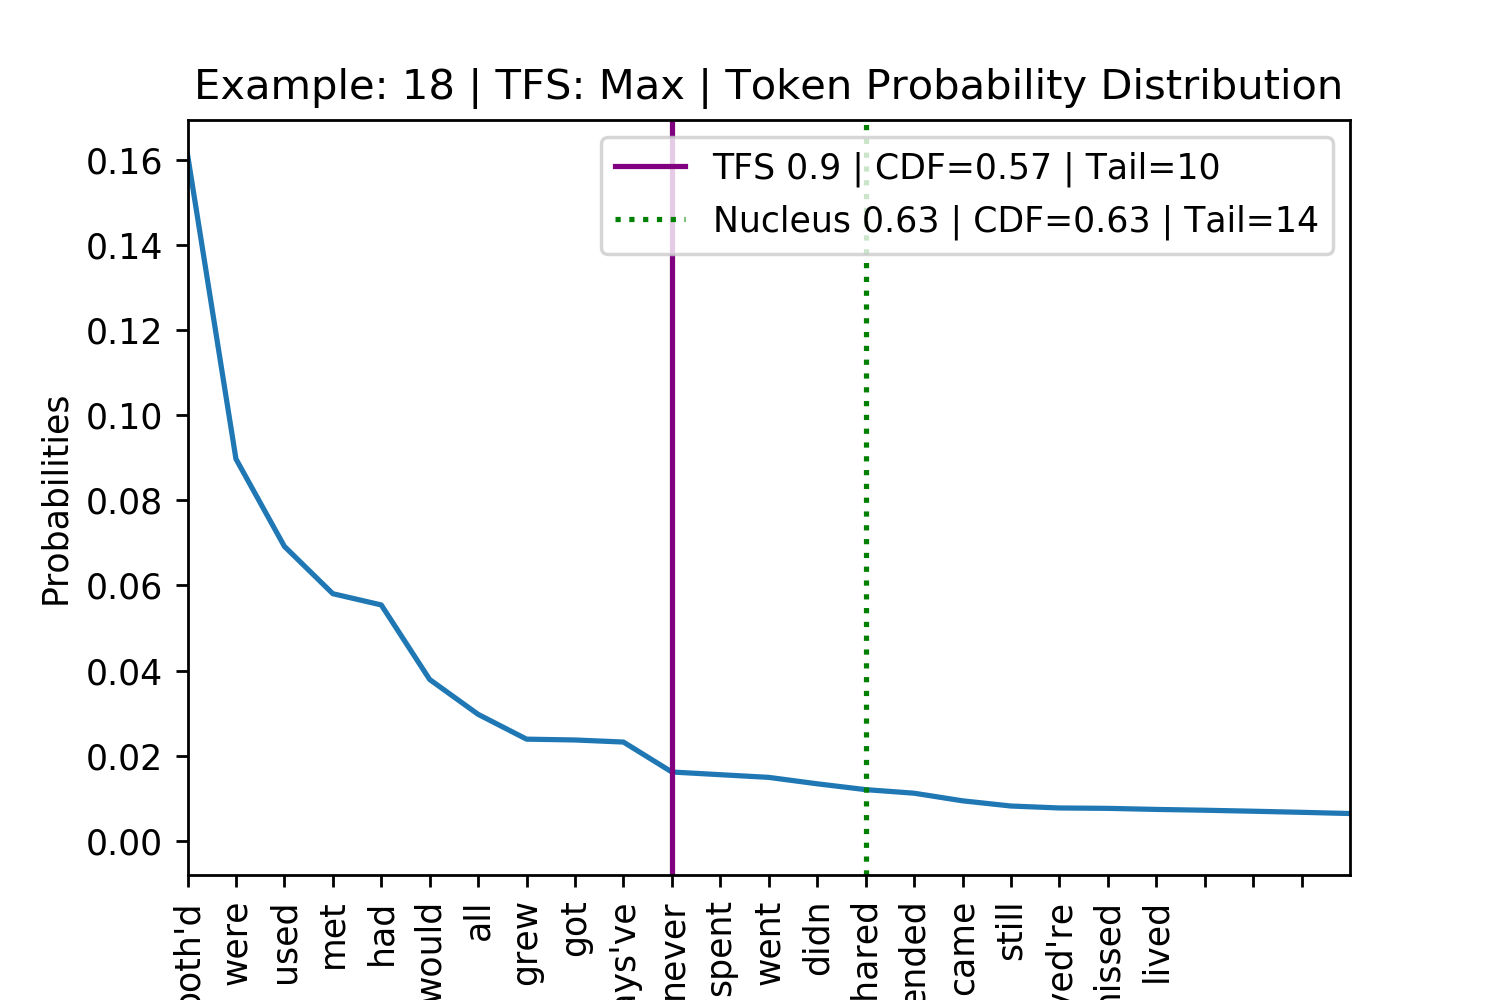 Example: 18 | TFS: Max | Token Probability Distribution
TFS 0.9 | CDF=0.57 | Tail=10
Nucleus 0.63 | CDF=0.63 | Tail=14
Probabilities
0.16
0.14
0.12
0.10
0.08
0.06
0.04
0.02
0.00
were
used
met
had
would
all
grew
got
never
spent
went
didn
came
still
lived